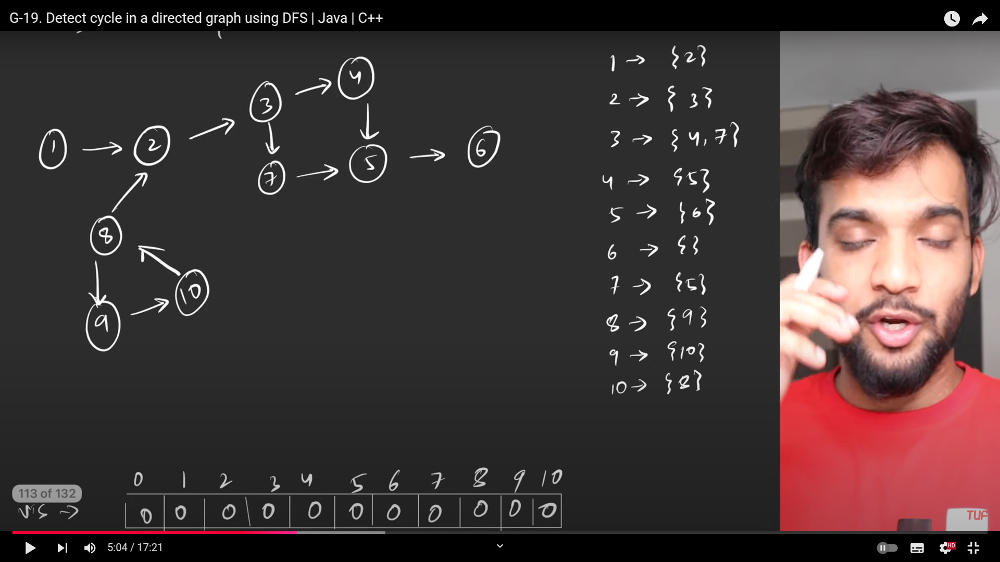 G-19. Detect cycle in a directed graph using DFS | Java | C++
1 → {2}
2 → {3}
3 → {4,7}
4 → {5}
5 → {6}
6 → {}
7 → {5}
8 → {9}
9 → {10}
10 → {8}
4
3
1
2
6
5
7
8
10
9
0 1 2 3 4 5 6 7 8 9 10
113 of 132
vis → 0 0 0 0 0 0 0 0 0 0 0
TUF
5:04 / 17:21
HD